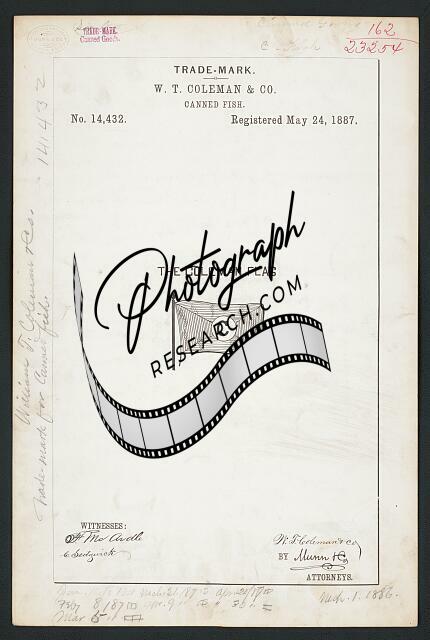 TRADE-MARK.
Canned Goods.
162
23254
TRADE-MARK.
W. T. COLEMAN & CO.
CANNED FISH.
No. 14,432.
Registered May 24, 1887.
THE COLEMAN FLAG
Photograph
RESEARCH.COM
C
William T. Coleman & Co.
Trade-mark for Canned fish.
WITNESSES:
C. Sedgwick
W. T. Coleman & Co
BY Munn & Co
ATTORNEYS.
Mch. 1. 1886.